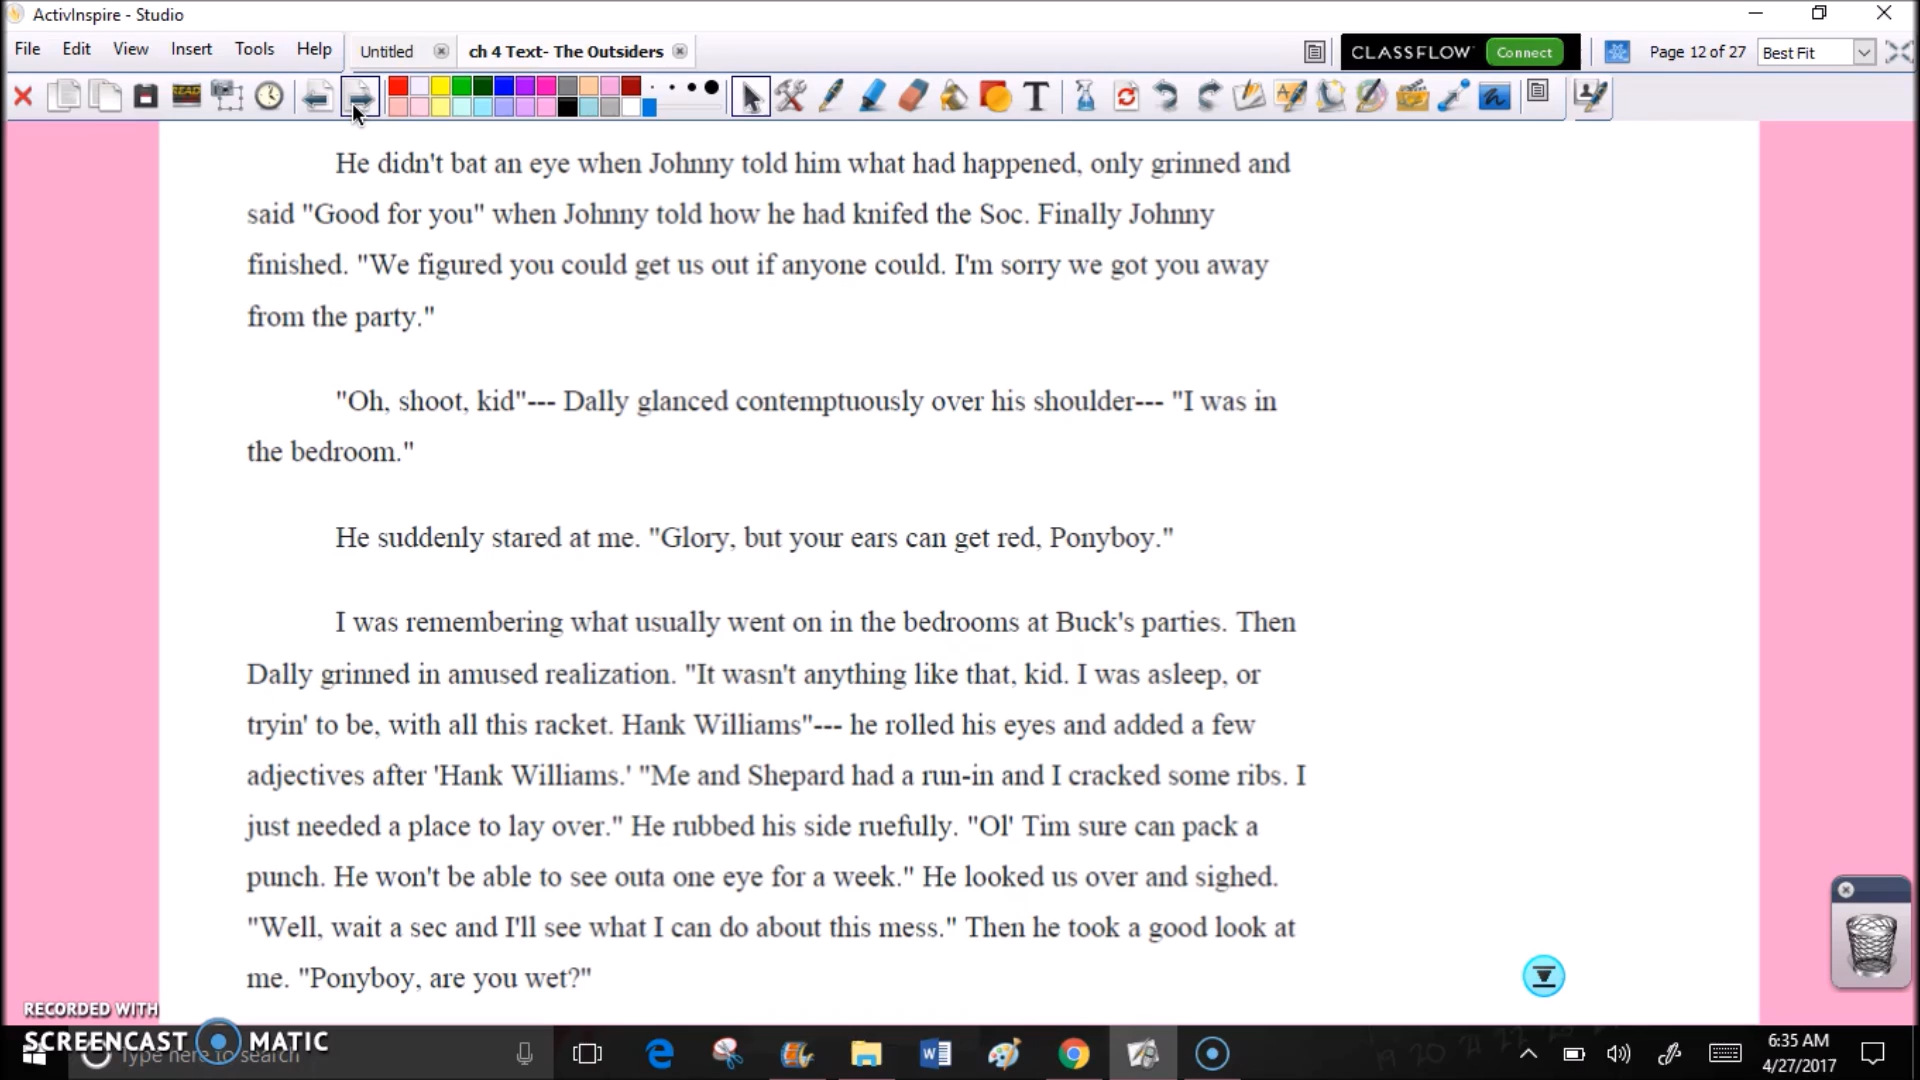 ActivInspire - Studio
File Edit View Insert Tools Help Untitled ch 4 Text- The Outsiders CLASSFLOW Connect Page 12 of 27 Best Fit
He didn't bat an eye when Johnny told him what had happened, only grinned and
said "Good for you" when Johnny told how he had knifed the Soc. Finally Johnny
finished. "We figured you could get us out if anyone could. I'm sorry we got you away
from the party."
"Oh, shoot, kid"--- Dally glanced contemptuously over his shoulder--- "I was in
the bedroom."
He suddenly stared at me. "Glory, but your ears can get red, Ponyboy."
I was remembering what usually went on in the bedrooms at Buck's parties. Then
Dally grinned in amused realization. "It wasn't anything like that, kid. I was asleep, or
tryin' to be, with all this racket. Hank Williams"--- he rolled his eyes and added a few
adjectives after 'Hank Williams.' "Me and Shepard had a run-in and I cracked some ribs. I
just needed a place to lay over." He rubbed his side ruefully. "Ol' Tim sure can pack a
punch. He won't be able to see outa one eye for a week." He looked us over and sighed.
"Well, wait a sec and I'll see what I can do about this mess." Then he took a good look at
me. "Ponyboy, are you wet?"
RECORDED WITH
SCREENCAST MATIC
Type here to search
6:35 AM
4/27/2017